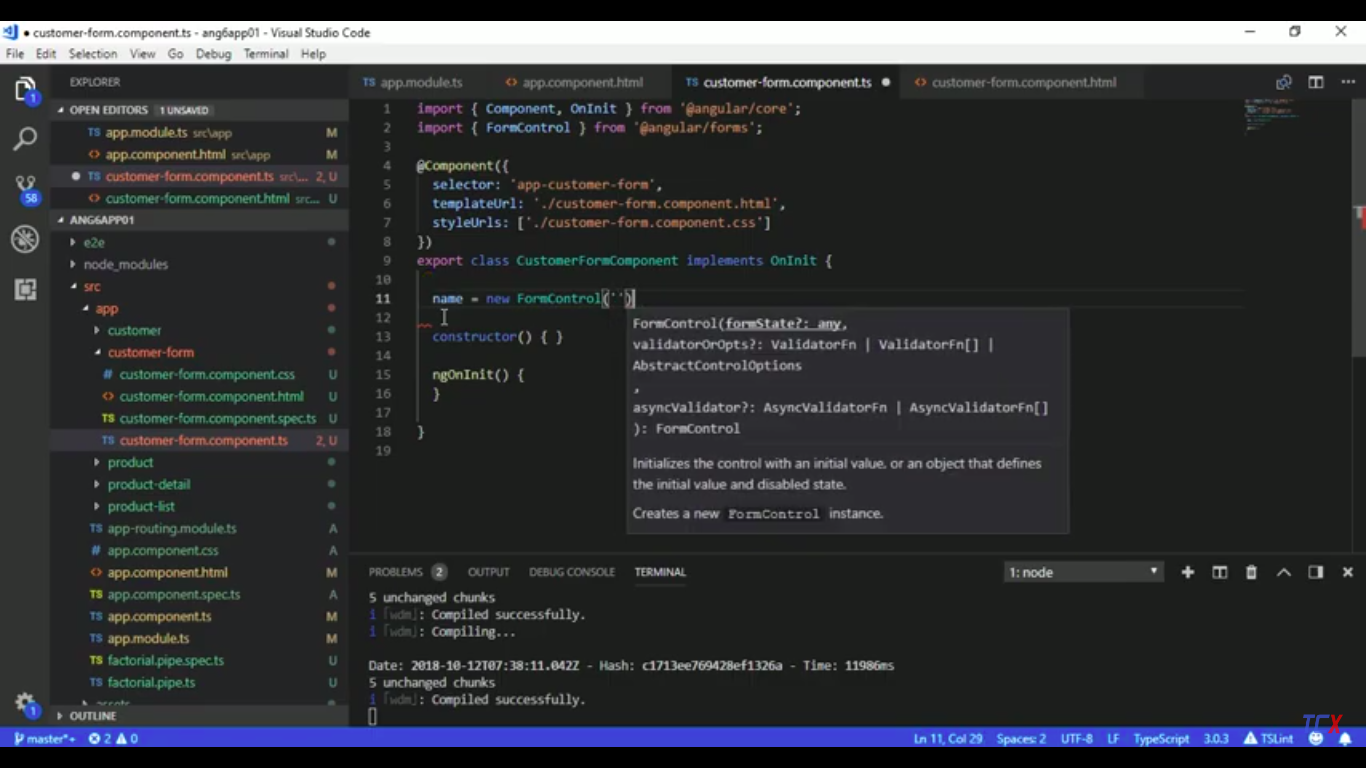 customer-form.component.ts - ang6app01 - Visual Studio Code
File Edit Selection View Go Debug Terminal Help
EXPLORER
OPEN EDITORS 1 UNSAVED
TS app.module.ts src\app M
<> app.component.html src\app M
TS customer-form.component.ts src\... 2, U
<> customer-form.component.html src... U
ANG6APP01
e2e
node_modules
src
app
customer
customer-form
# customer-form.component.css U
<> customer-form.component.html U
TS customer-form.component.spec.ts U
TS customer-form.component.ts 2, U
product
product-detail
product-list
TS app-routing.module.ts A
# app.component.css A
<> app.component.html M
TS app.component.spec.ts A
TS app.component.ts M
TS app.module.ts M
TS factorial.pipe.spec.ts U
TS factorial.pipe.ts U
assets
OUTLINE
1
58
1
TS app.module.ts <> app.component.html TS customer-form.component.ts <> customer-form.component.html
1 import { Component, OnInit } from '@angular/core';
2 import { FormControl } from '@angular/forms';
3
4 @Component({
5 selector: 'app-customer-form',
6 templateUrl: './customer-form.component.html',
7 styleUrls: ['./customer-form.component.css']
8 })
9 export class CustomerFormComponent implements OnInit {
10
11 name = new FormControl('')
12
13 constructor() { }
14
15 ngOnInit() {
16 }
17
18 }
19
FormControl(formState?: any,
validatorOrOpts?: ValidatorFn | ValidatorFn[] |
AbstractControlOptions
,
asyncValidator?: AsyncValidatorFn | AsyncValidatorFn[]
): FormControl
Initializes the control with an initial value, or an object that defines
the initial value and disabled state.
Creates a new FormControl instance.
PROBLEMS 2 OUTPUT DEBUG CONSOLE TERMINAL 1: node
5 unchanged chunks
i ｢wdm｣: Compiled successfully.
i ｢wdm｣: Compiling...
Date: 2018-10-12T07:38:11.042Z - Hash: c1713ee769428ef1326a - Time: 11986ms
5 unchanged chunks
i ｢wdm｣: Compiled successfully.
TCX
master*+ 2 0 Ln 11, Col 29 Spaces: 2 UTF-8 LF TypeScript 3.0.3 TSLint